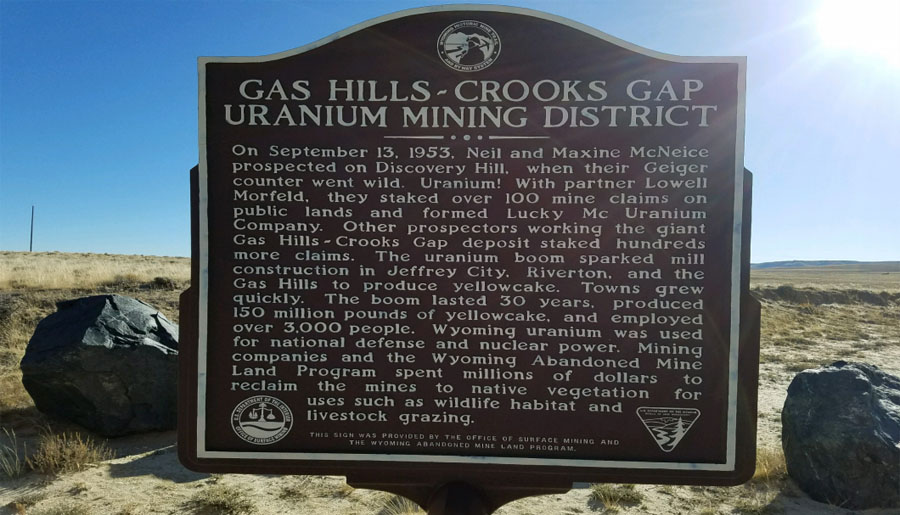 GAS HILLS-CROOKS GAP
URANIUM MINING DISTRICT
On September 13, 1953, Neil and Maxine McNeice
prospected on Discovery Hill, when their Geiger
counter went wild. Uranium! With partner Lowell
Morfeld, they staked over 100 mine claims on
public lands and formed Lucky Mc Uranium
Company. Other prospectors working the giant
Gas Hills-Crooks Gap deposit staked hundreds
more claims. The uranium boom sparked mill
construction in Jeffrey City, Riverton, and the
Gas Hills to produce yellowcake. Towns grew
quickly. The boom lasted 30 years, produced
150 million pounds of yellowcake, and employed
over 3,000 people. Wyoming uranium was used
for national defense and nuclear power. Mining
companies and the Wyoming Abandoned Mine
Land Program spent millions of dollars to
reclaim the mines to native vegetation for
uses such as wildlife habitat and
livestock grazing.
THIS SIGN WAS PROVIDED BY THE OFFICE OF SURFACE MINING AND
THE WYOMING ABANDONED MINE LAND PROGRAM.